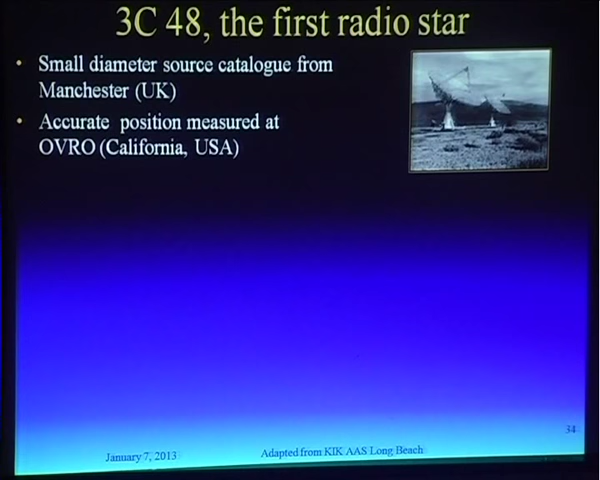 3C 48, the first radio star
• Small diameter source catalogue from
Manchester (UK)
• Accurate position measured at
OVRO (California, USA)
34
January 7, 2013
Adapted from KIK AAS Long Beach